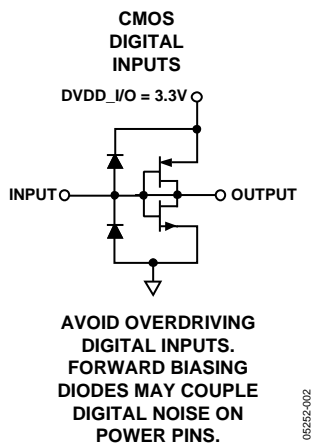 CMOS
DIGITAL
INPUTS
DVDD_I/O = 3.3V
INPUT
OUTPUT
AVOID OVERDRIVING
DIGITAL INPUTS.
FORWARD BIASING
DIODES MAY COUPLE
DIGITAL NOISE ON
POWER PINS.
05252-002